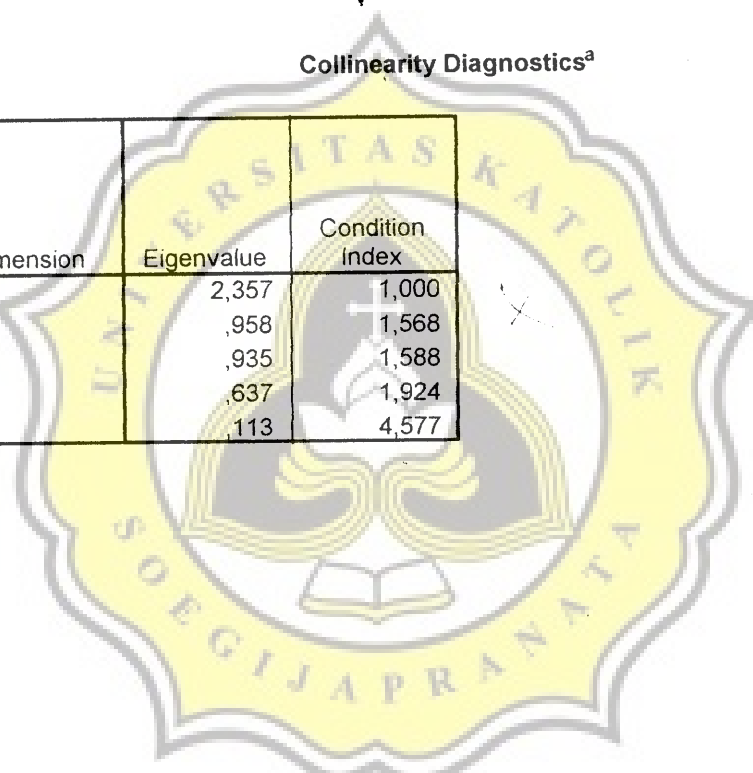 Collinearity Diagnosticsa
mension Eigenvalue Condition Index
2,357 1,000
,958 1,568
,935 1,588
,637 1,924
,113 4,577
UNIVERSITAS KATOLIK
SOEGIJAPRANATA